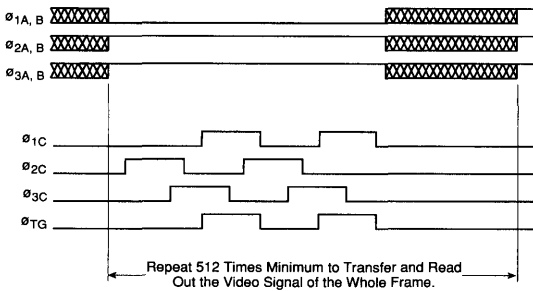 ø1A, B
ø2A, B
ø3A, B
ø1C
ø2C
ø3C
øTG
Repeat 512 Times Minimum to Transfer and Read
Out the Video Signal of the Whole Frame.